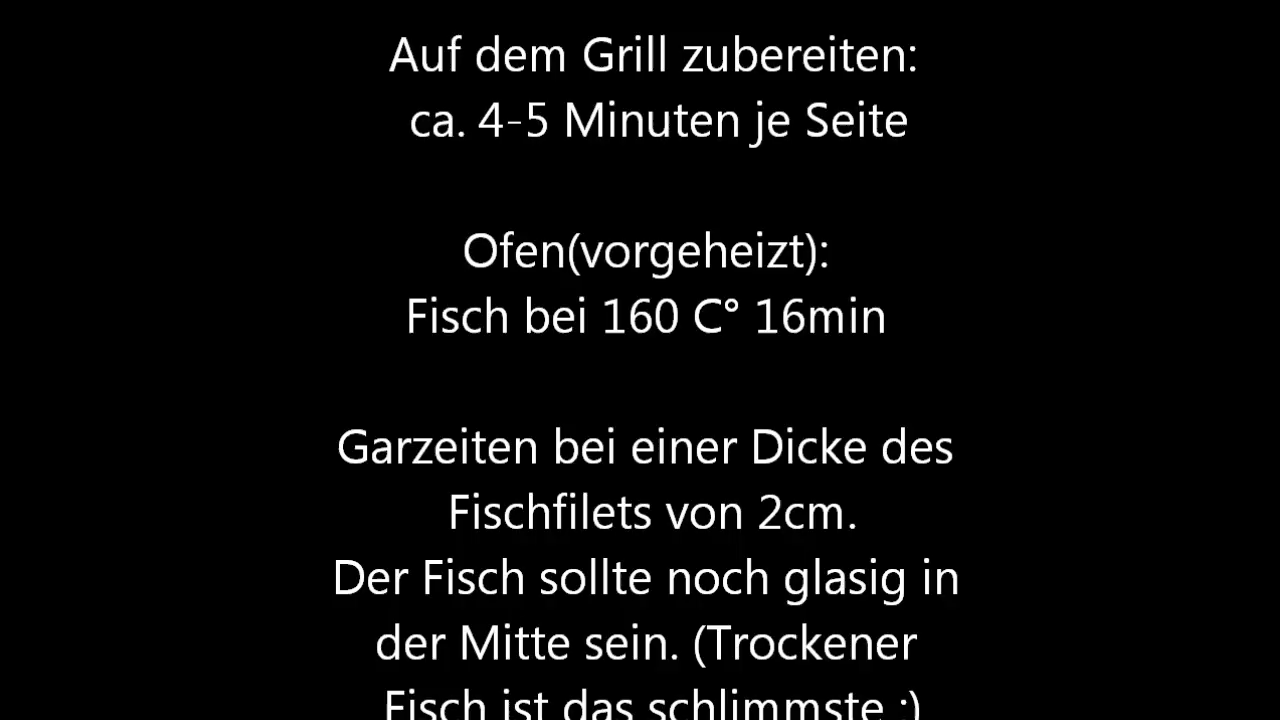 Auf dem Grill zubereiten:
ca. 4-5 Minuten je Seite
Ofen(vorgeheizt):
Fisch bei 160 C° 16min
Garzeiten bei einer Dicke des
Fischfilets von 2cm.
Der Fisch sollte noch glasig in
der Mitte sein. (Trockener
Fisch ist das schlimmste ;)